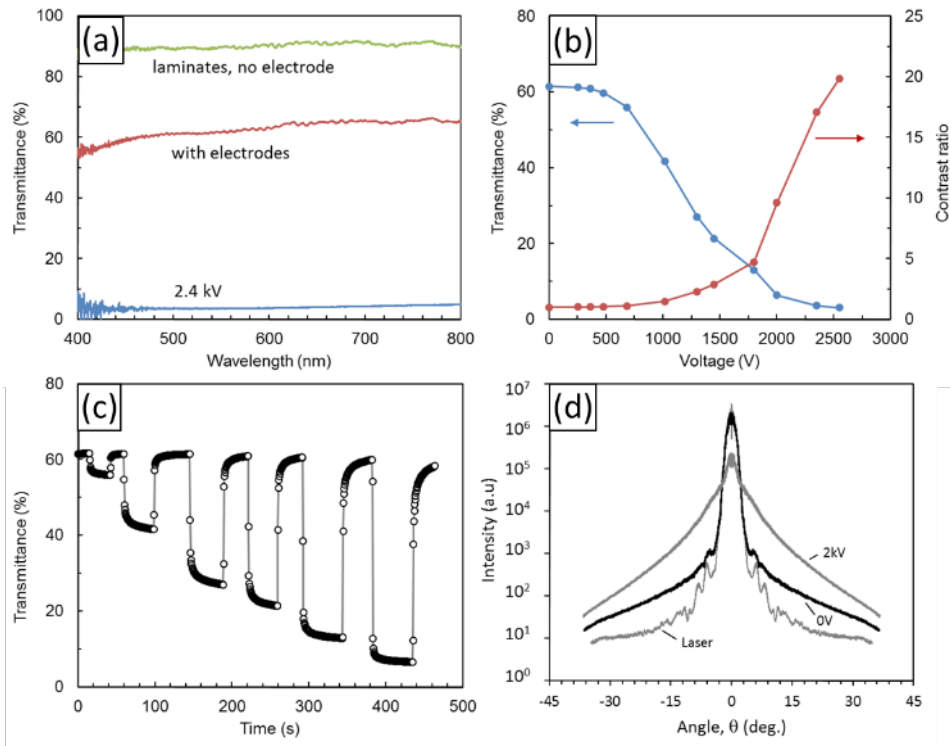 (a)
100
80
60
40
20
0
Transmittance (%)
laminates, no electrode
with electrodes
2.4 kV
400 500 600 700 800
Wavelength (nm)
(b)
80
60
40
20
0
Transmittance (%)
25
20
15
10
5
0
Contrast ratio
0 500 1000 1500 2000 2500 3000
Voltage (V)
(c)
80
60
40
20
0
Transmittance (%)
0 100 200 300 400 500
Time (s)
(d)
10⁷
10⁶
10⁵
10⁴
10³
10²
10¹
10⁰
Intensity (a.u)
2kV
0V
Laser
-45 -30 -15 0 15 30 45
Angle, θ (deg.)